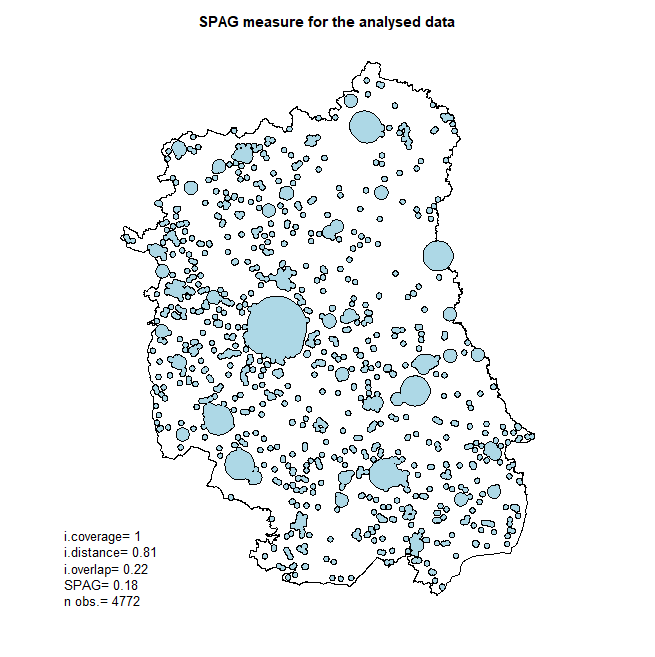 SPAG measure for the analysed data
i.coverage= 1
i.distance= 0.81
i.overlap= 0.22
SPAG= 0.18
n obs.= 4772